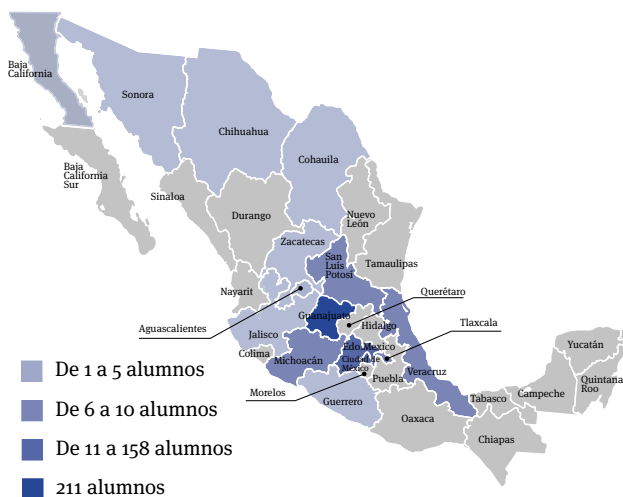 Baja
California
Sonora
Chihuahua
Cohauila
Baja
California
Sur
Sinaloa
Durango
Nuevo
León
Zacatecas
San
Luis
Potosí
Tamaulipas
Nayarit
Querétaro
Guanajuato
Aguascalientes
Hidalgo
Tlaxcala
Jalisco
Edo.Mexico
Colima
Michoacán
Ciudad de
México
Puebla
Veracruz
Morelos
Guerrero
Oaxaca
Tabasco
Campeche
Yucatán
Quintana
Roo
Chiapas
De 1 a 5 alumnos
De 6 a 10 alumnos
De 11 a 158 alumnos
211 alumnos